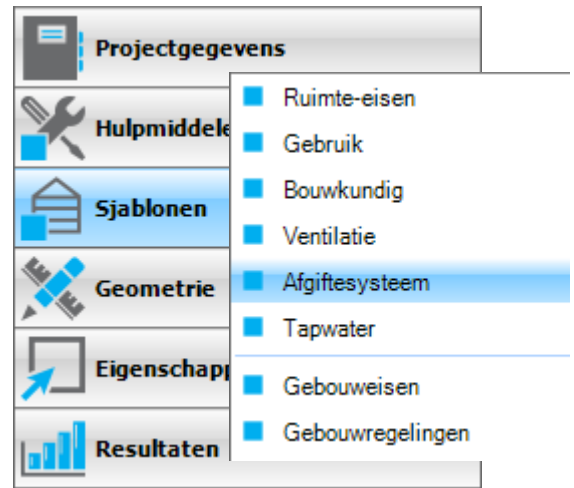 Projectgegevens
Hulpmiddele
Sjablonen
Geometrie
Eigenschapp
Resultaten
Ruimte-eisen
Gebruik
Bouwkundig
Ventilatie
Afgiftesysteem
Tapwater
Gebouweisen
Gebouwregelingen